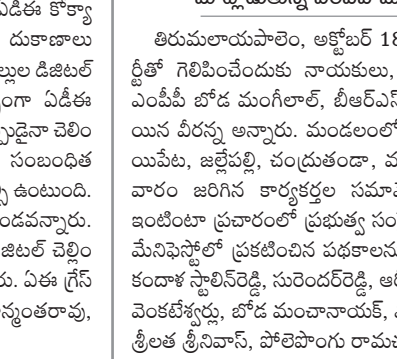 ఏడీఈ కోక్యా
దుకాణాలు
ల్లుల డిజిటల్
గా ఏడీఈ
ప్పుడైనా చెలిం
సంబంధిత
ఉంటుంది.
డవన్నారు.
జిటల్ చెల్లిం
రు. ఏఈ గ్రేస్
న్మంతరావు,
తిరుమలాయపాలెం, అక్టోబర్ 18
ర్టీతో గెలిపించేందుకు నాయకులు,
ఎంపీపీ బోడ మంగీలాల్, బీఆర్ఎస్
యిన వీరన్న అన్నారు. మండలంలో
యిపేట, జల్లేపల్లి, చంద్రుతండా, వ
వారం జరిగిన కార్యకర్తల సమావ
ఇంటింటా ప్రచారంలో ప్రభుత్వ సం
మేనిఫెస్టోలో ప్రకటించిన పథకాలను
కందాళ స్టాలిన్‌రెడ్డి, సురేందర్‌రెడ్డి, ఆర్
వెంకటేశ్వర్లు, బోడ మంచానాయక్,
శ్రీలత శ్రీనివాస్, పోలెపొంగు రామచ